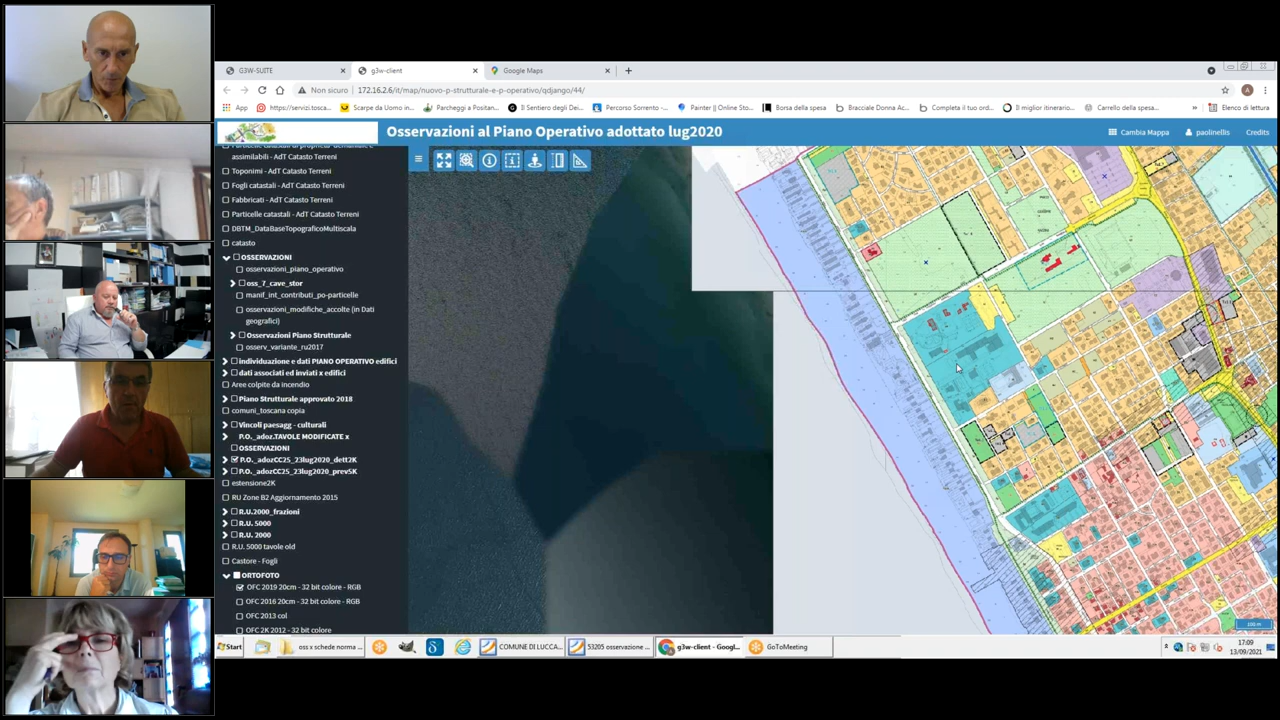 G3W-SUITE
g3w-client
Google Maps
Non sicuro
172.16.2.6/it/map/nuovo-p-strutturale-e-p-operativo/qdjango/44/
App
https://servizi.tosca...
Scarpe da Uomo in...
Parcheggi a Positan...
Il Sentiero degli Dei...
Percorso Sorrento -...
Painter || Online Sto...
Borsa della spesa
Bracciale Donna Ac...
Completa il tuo ord...
Il miglior itinerario...
Carrello della spesa...
Elenco di lettura
Osservazioni al Piano Operativo adottato lug2020
Cambia Mappa
paolinellis
Credits
assimilabili - AdT Catasto Terreni
Toponimi - AdT Catasto Terreni
Fogli catastali - AdT Catasto Terreni
Fabbricati - AdT Catasto Terreni
Particelle catastali - AdT Catasto Terreni
DBTM_DataBaseTopograficoMultiscala
catasto
OSSERVAZIONI
osservazioni_piano_operativo
oss_7_cave_stor
manif_int_contributi_po-particelle
osservazioni_modifiche_accolte (in Dati
geografici)
Osservazioni Piano Strutturale
osserv_variante_ru2017
individuazione e dati PIANO OPERATIVO edifici
dati associati ed inviati x edifici
Aree colpite da incendio
Piano Strutturale approvato 2018
comuni_toscana copia
Vincoli paesagg - culturali
P.O._adoz.TAVOLE MODIFICATE x
OSSERVAZIONI
P.O._adozCC25_23lug2020_dett2K
P.O._adozCC25_23lug2020_prev5K
estensione2K
RU Zone B2 Aggiornamento 2015
R.U.2000_frazioni
R.U. 5000
R.U. 2000
R.U. 5000 tavole old
Castore - Fogli
ORTOFOTO
OFC 2019 20cm - 32 bit colore - RGB
OFC 2016 20cm - 32 bit colore - RGB
OFC 2013 col
OFC 2K 2012 - 32 bit colore
100 m
Start
oss x schede norma ...
COMUNE DI LUCCA...
53205 osservazione ...
g3w-client - Googl...
GoToMeeting
17:09
13/09/2021